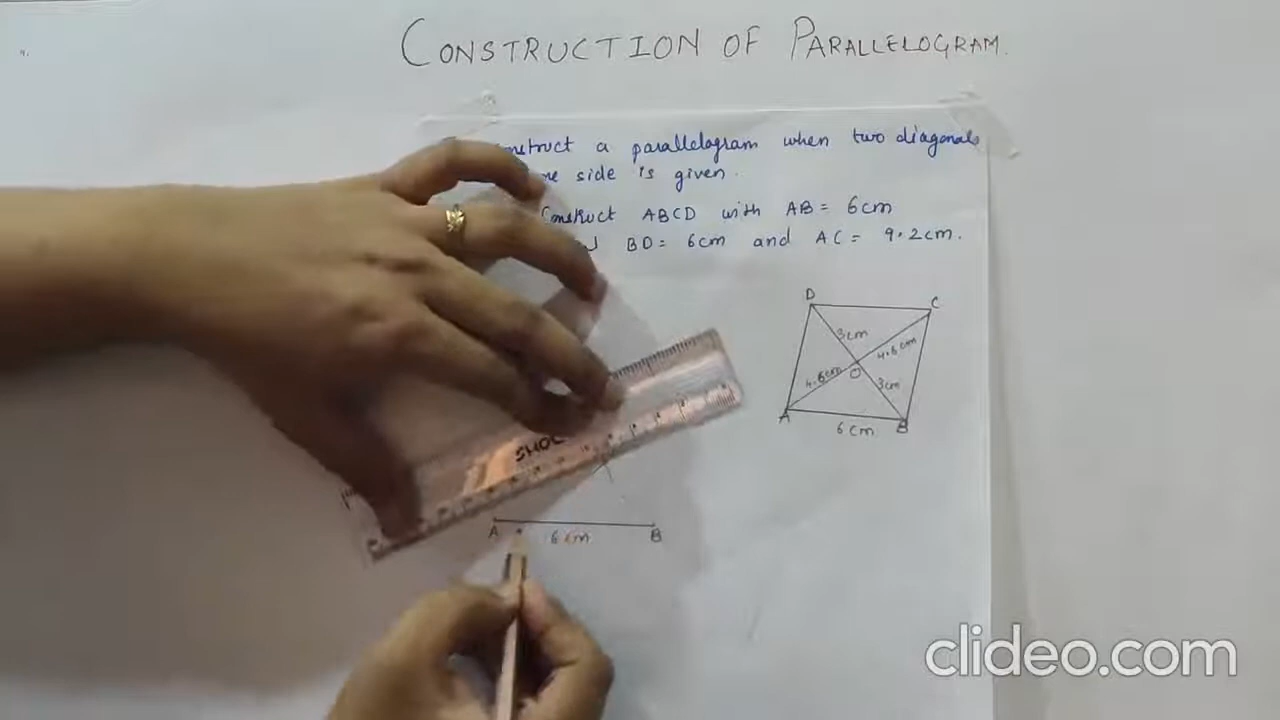 CONSTRUCTION OF PARALLELOGRAM.
a parallelogram when two diagonals
side is given.
Construct ABCD with AB = 6cm
BD = 6cm and AC = 9.2cm.
D
C
3cm
4.6cm
4.6cm
O
3cm
A
B
6cm
A
6cm
B
clideo.com